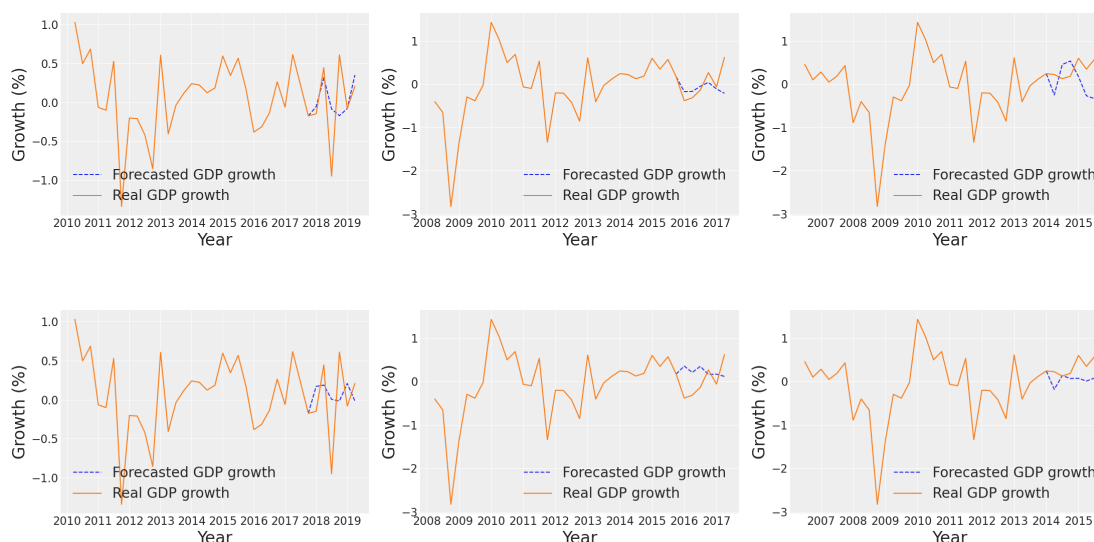 1.0
0.5
0.0
−0.5
−1.0
Growth (%)
Forecasted GDP growth
Real GDP growth
2010 2011 2012 2013 2014 2015 2016 2017 2018 2019
Year
1
0
−1
−2
−3
Growth (%)
Forecasted GDP growth
Real GDP growth
2008 2009 2010 2011 2012 2013 2014 2015 2016 2017
Year
1
0
−1
−2
−3
Growth (%)
Forecasted GDP growth
Real GDP growth
2007 2008 2009 2010 2011 2012 2013 2014 2015
Year
1.0
0.5
0.0
−0.5
−1.0
Growth (%)
Forecasted GDP growth
Real GDP growth
2010 2011 2012 2013 2014 2015 2016 2017 2018 2019
Year
1
0
−1
−2
−3
Growth (%)
Forecasted GDP growth
Real GDP growth
2008 2009 2010 2011 2012 2013 2014 2015 2016 2017
Year
1
0
−1
−2
−3
Growth (%)
Forecasted GDP growth
Real GDP growth
2007 2008 2009 2010 2011 2012 2013 2014 2015
Year